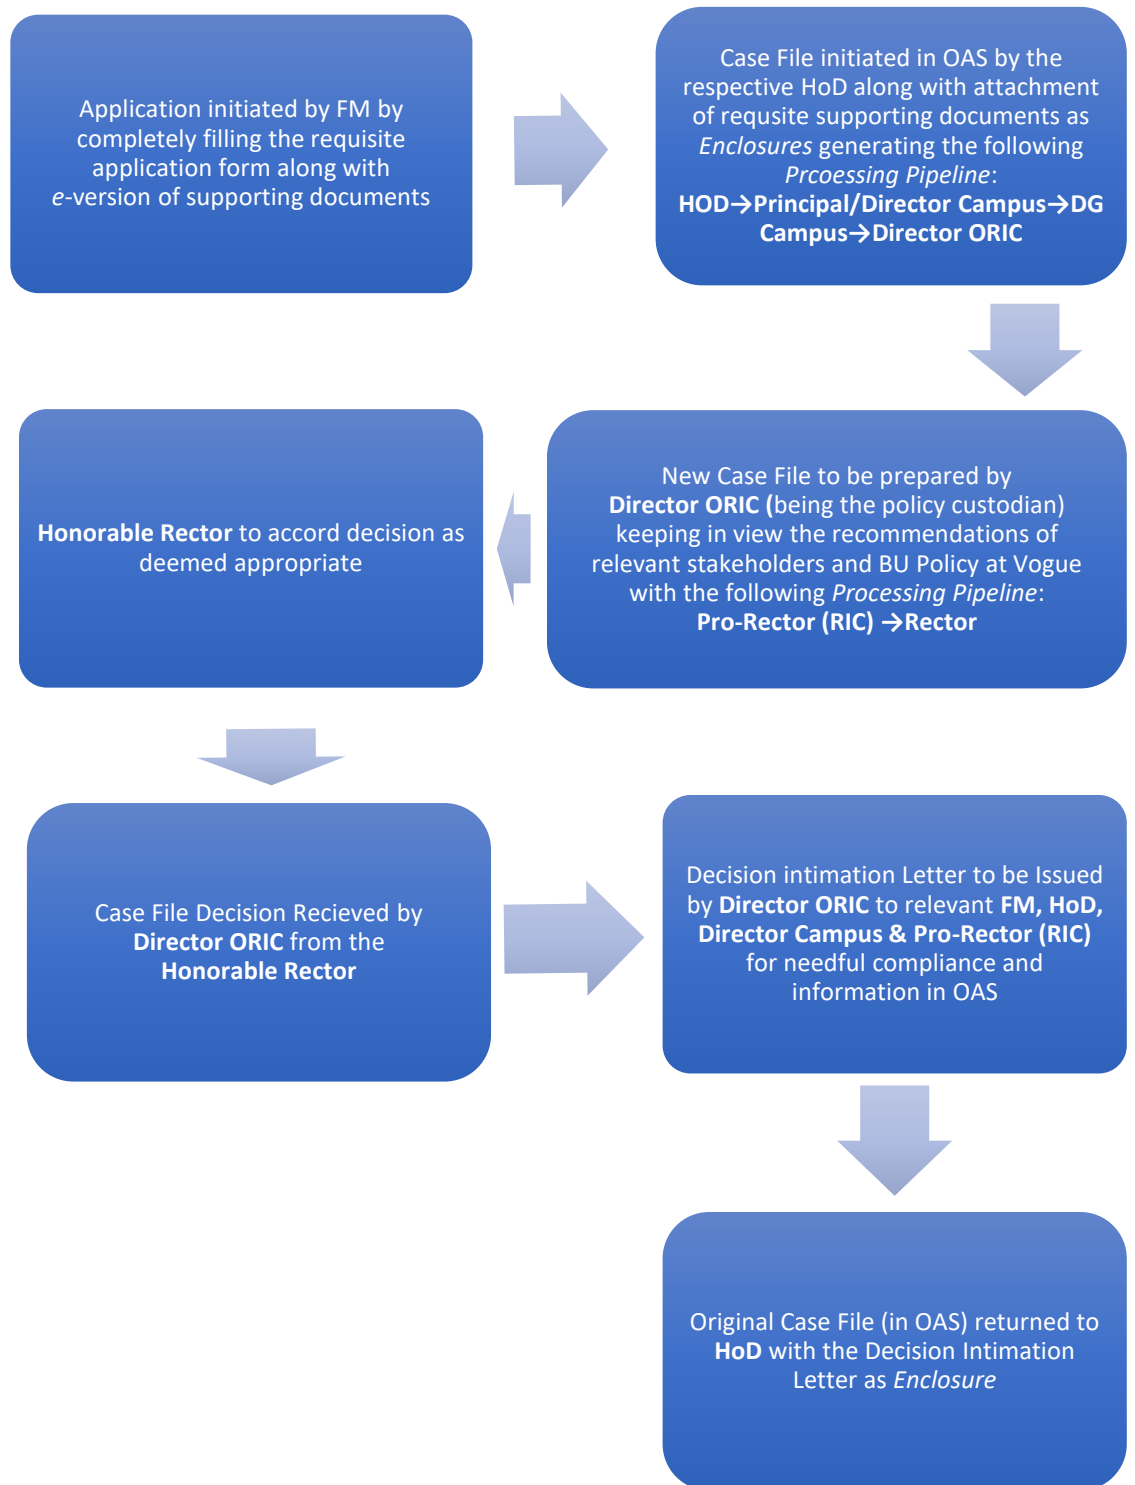 Application initiated by FM by
completely filling the requisite
application form along with
e-version of supporting documents
Case File initiated in OAS by the
respective HoD along with attachment
of requsite supporting documents as
Enclosures generating the following
Prcoessing Pipeline:
HOD→Principal/Director Campus→DG
Campus→Director ORIC
New Case File to be prepared by
Director ORIC (being the policy custodian)
keeping in view the recommendations of
relevant stakeholders and BU Policy at Vogue
with the following Processing Pipeline:
Pro-Rector (RIC) →Rector
Honorable Rector to accord decision as
deemed appropriate
Case File Decision Recieved by
Director ORIC from the
Honorable Rector
Decision intimation Letter to be Issued
by Director ORIC to relevant FM, HoD,
Director Campus & Pro-Rector (RIC)
for needful compliance and
information in OAS
Original Case File (in OAS) returned to
HoD with the Decision Intimation
Letter as Enclosure